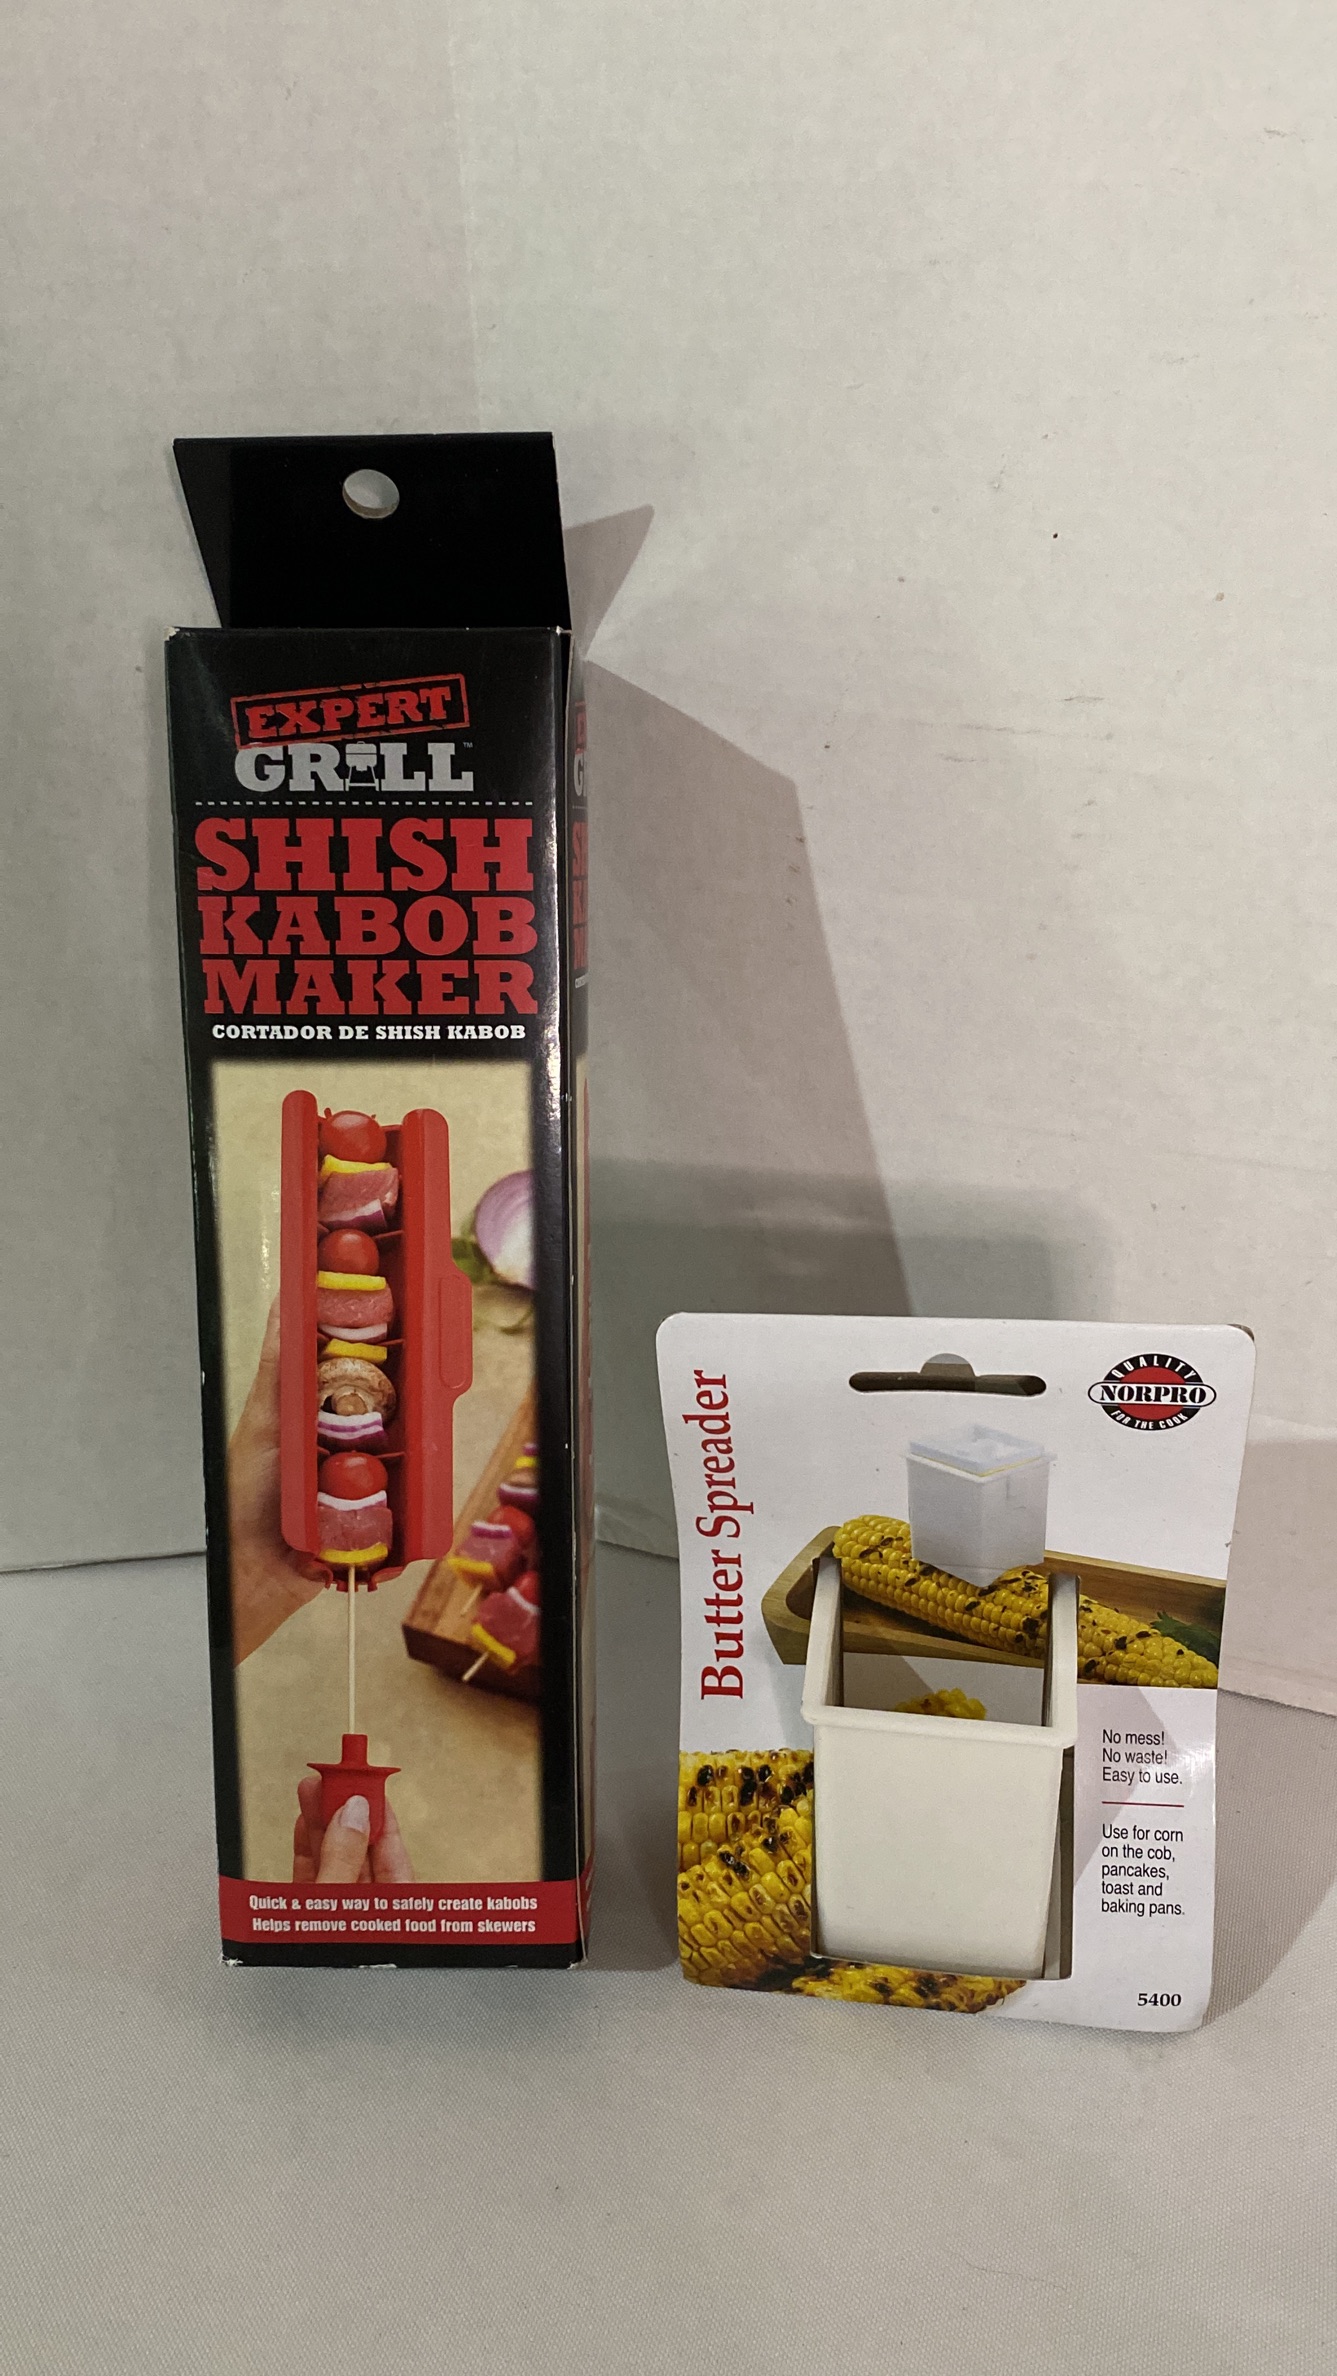 EXPERT
GRILL™
SHISH
KABOB
MAKER
CORTADOR DE SHISH KABOB
Quick & easy way to safely create kabobs
Helps remove cooked food from skewers
Butter Spreader
QUALITY
NORPRO
FOR THE COOK
No mess!
No waste!
Easy to use.
Use for corn
on the cob,
pancakes,
toast and
baking pans.
5400